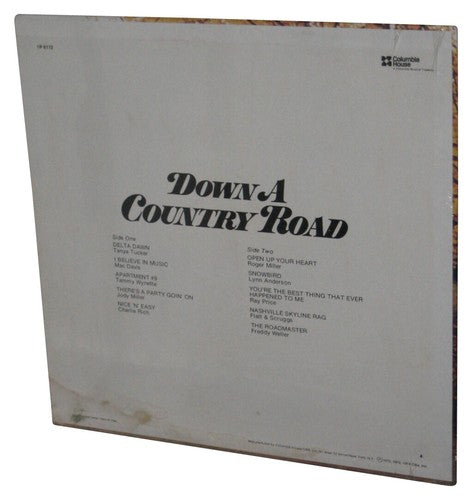 Columbia
House
DOWN A
COUNTRY ROAD
Side One
DELTA DAWN
Tanya Tucker
I BELIEVE IN MUSIC
Mac Davis
APARTMENT #9
Tammy Wynette
THERE'S A PARTY GOIN' ON
Jody Miller
NICE 'N' EASY
Charlie Rich
Side Two
OPEN UP YOUR HEART
Roger Miller
SNOWBIRD
Lynn Anderson
YOU'RE THE BEST THING THAT EVER
HAPPENED TO ME
Ray Price
NASHVILLE SKYLINE RAG
Flatt & Scruggs
THE ROADMASTER
Freddy Weller